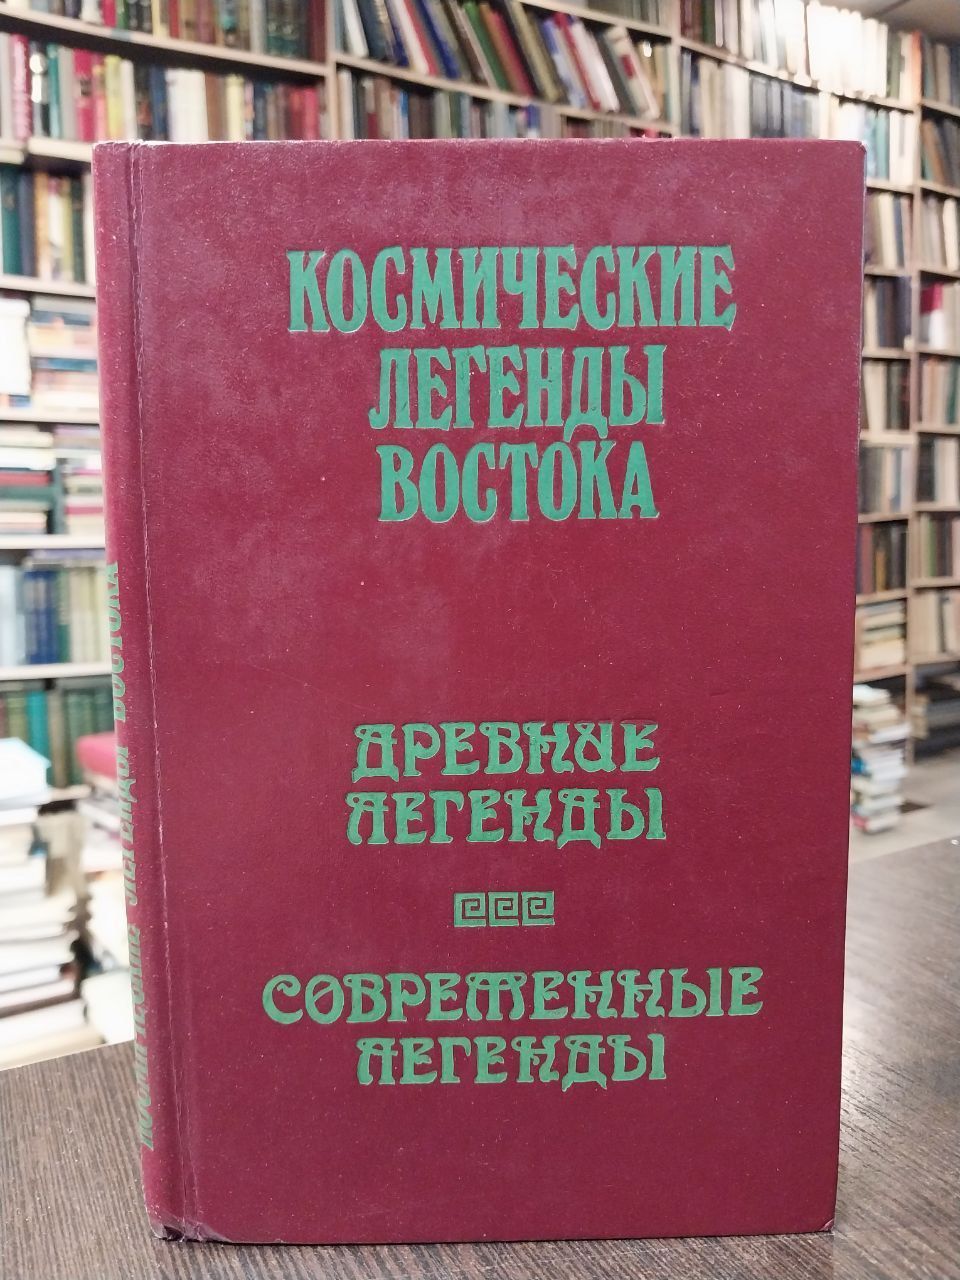 КОСМИЧЕСКИЕ
ЛЕГЕНДЫ
ВОСТОКА
ДРЕВНИЕ
ЛЕГЕНДЫ
СОВРЕМЕННЫЕ
ЛЕГЕНДЫ
КОСМИЧЕСКИЕ ЛЕГЕНДЫ ВОСТОКА